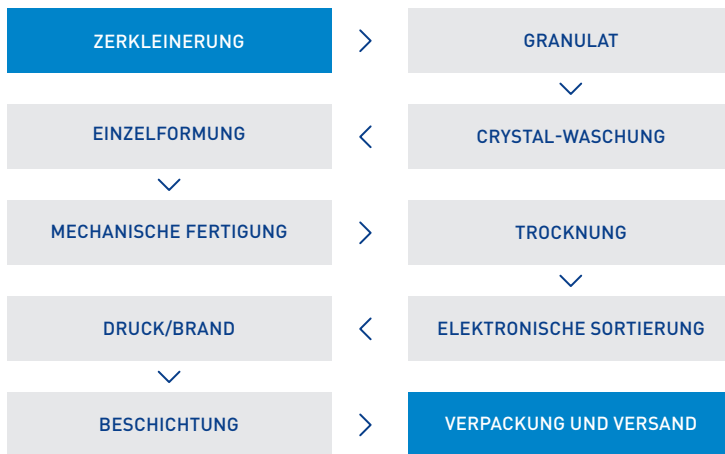 ZERKLEINERUNG
GRANULAT
CRYSTAL-WASCHUNG
EINZELFORMUNG
MECHANISCHE FERTIGUNG
TROCKNUNG
ELEKTRONISCHE SORTIERUNG
DRUCK/BRAND
BESCHICHTUNG
VERPACKUNG UND VERSAND